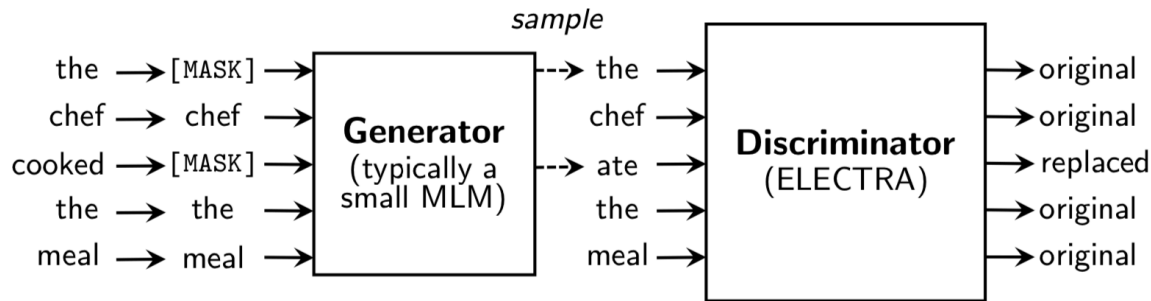 sample
the [MASK] the original
chef chef chef original
Generator
Discriminator
cooked [MASK] ate replaced
(typically a
(ELECTRA)
small MLM)
the the the original
meal meal meal original